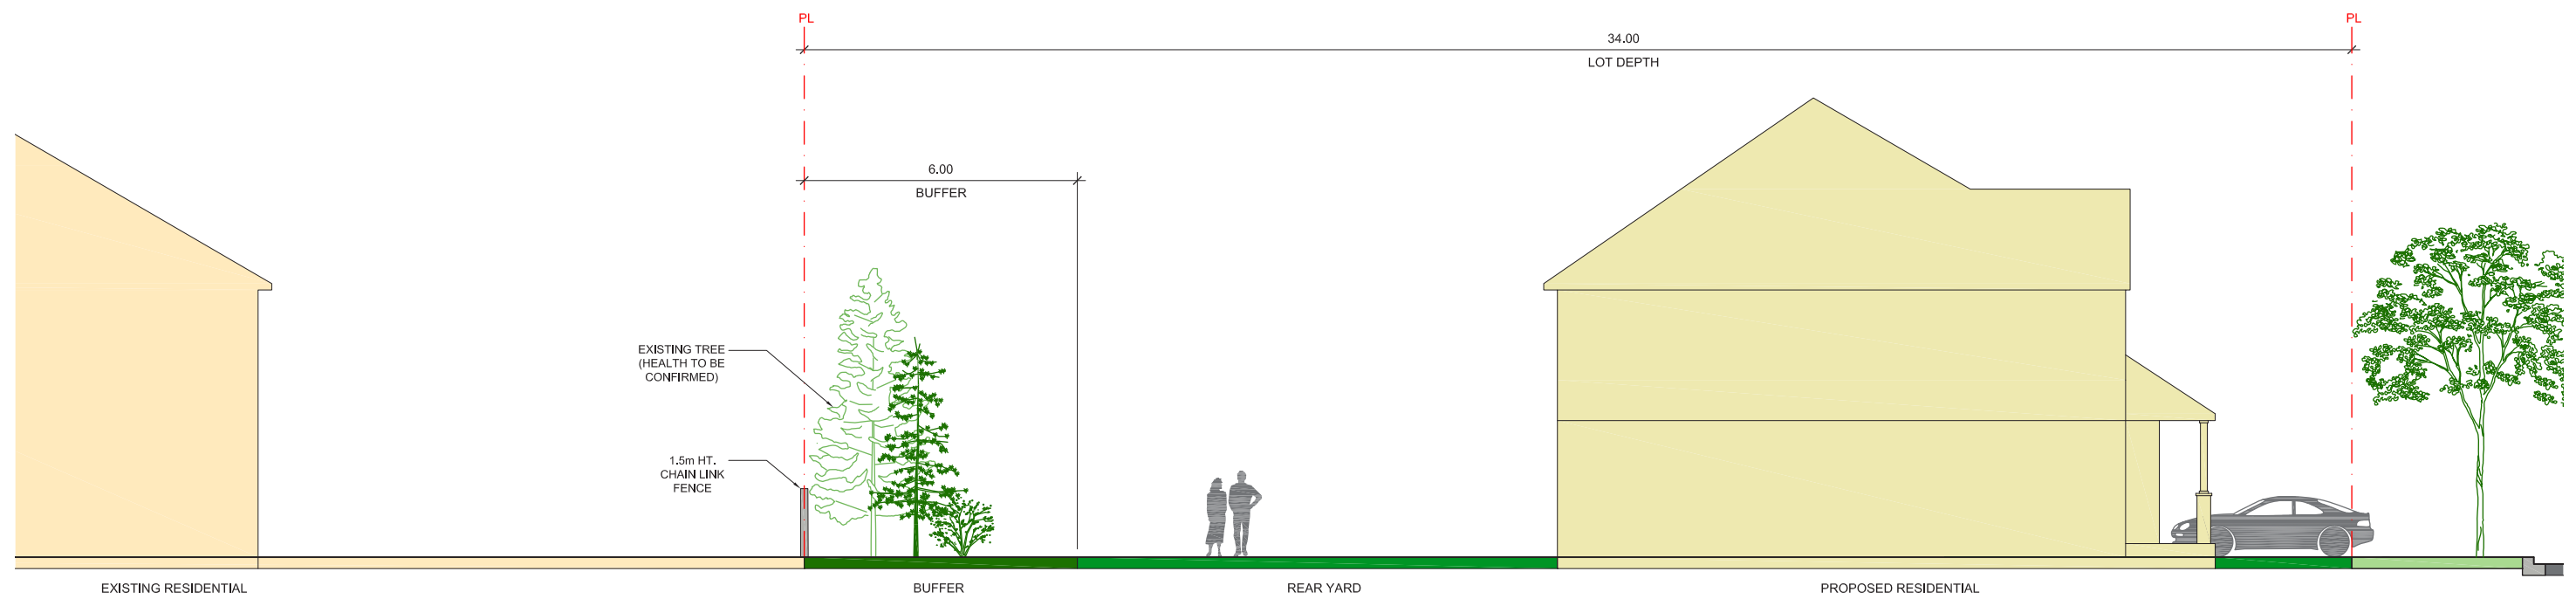 PL
PL
34.00
LOT DEPTH
6.00
BUFFER
EXISTING TREE
(HEALTH TO BE
CONFIRMED)
1.5m HT.
CHAIN LINK
FENCE
EXISTING RESIDENTIAL
BUFFER
REAR YARD
PROPOSED RESIDENTIAL